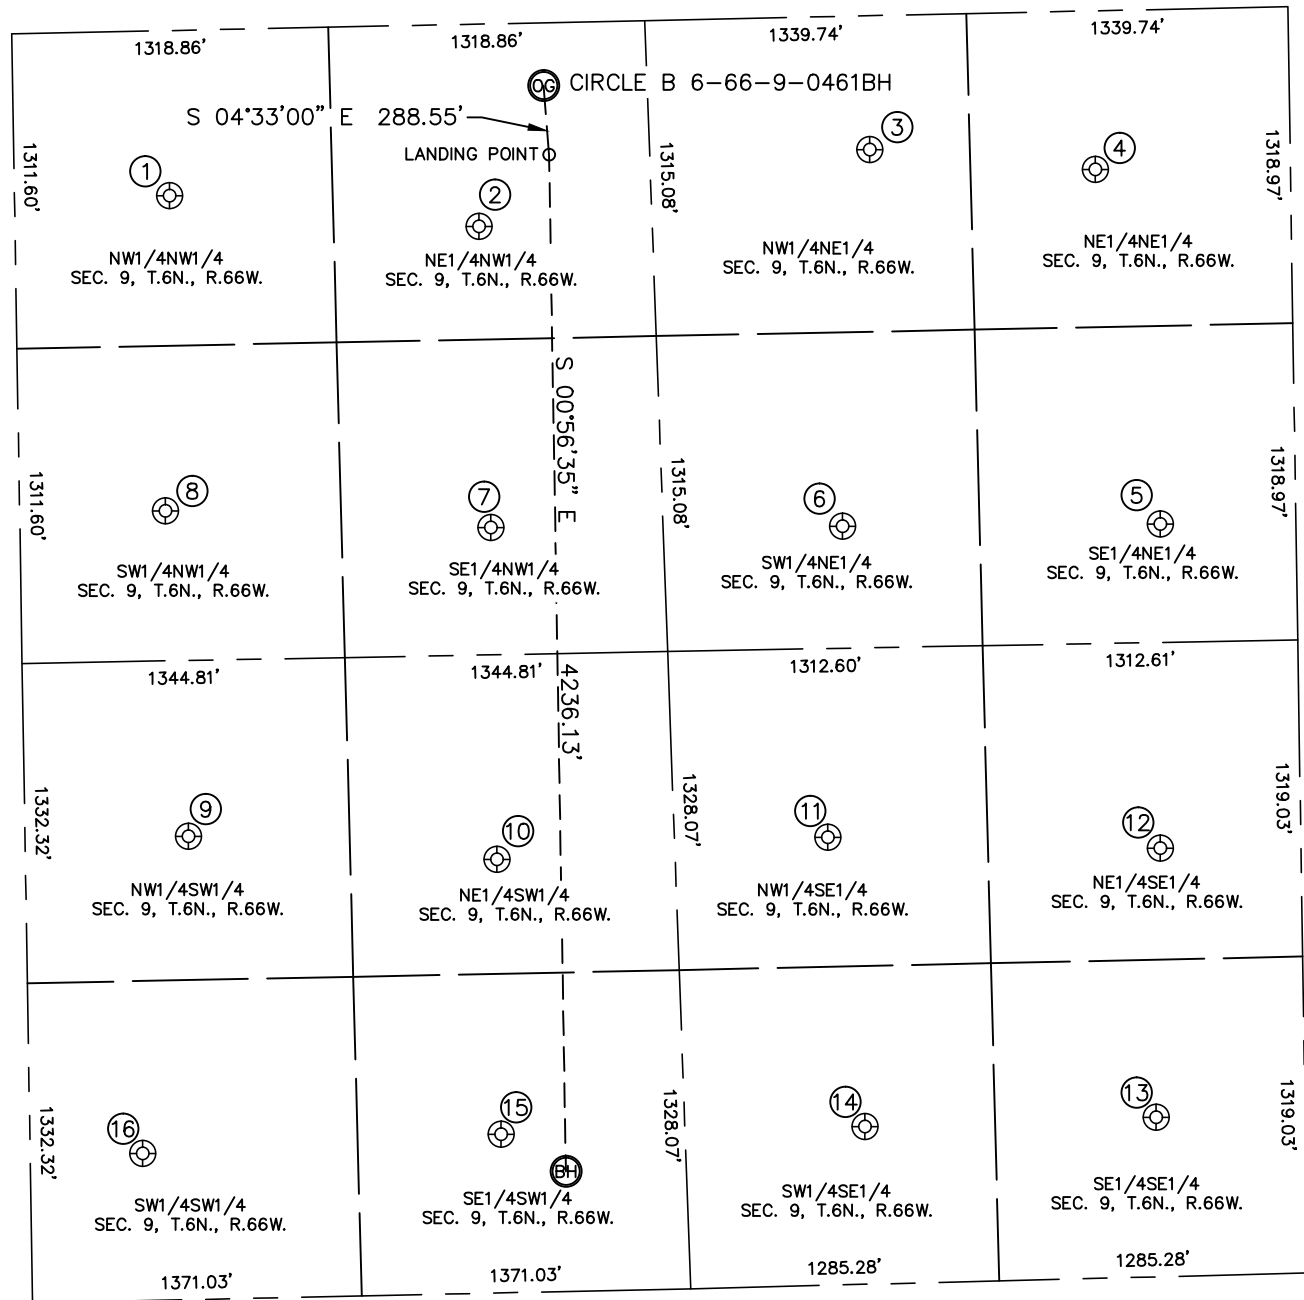 1318.86'
1318.86'
1339.74'
1339.74'
OG
CIRCLE B 6-66-9-0461BH
S 04°33'00" E 288.55'
LANDING POINT
1311.60'
1
2
1315.08'
3
4
1318.97'
NW1/4NW1/4
SEC. 9, T.6N., R.66W.
NE1/4NW1/4
SEC. 9, T.6N., R.66W.
NW1/4NE1/4
SEC. 9, T.6N., R.66W.
NE1/4NE1/4
SEC. 9, T.6N., R.66W.
S 00°56'35" E
1311.60'
8
7
1315.08'
6
5
1318.97'
SW1/4NW1/4
SEC. 9, T.6N., R.66W.
SE1/4NW1/4
SEC. 9, T.6N., R.66W.
SW1/4NE1/4
SEC. 9, T.6N., R.66W.
SE1/4NE1/4
SEC. 9, T.6N., R.66W.
1344.81'
1344.81'
1312.60'
1312.61'
4236.13'
1332.32'
9
10
1328.07'
11
12
1319.03'
NW1/4SW1/4
SEC. 9, T.6N., R.66W.
NE1/4SW1/4
SEC. 9, T.6N., R.66W.
NW1/4SE1/4
SEC. 9, T.6N., R.66W.
NE1/4SE1/4
SEC. 9, T.6N., R.66W.
1332.32'
16
15
BH
1328.07'
14
13
1319.03'
SW1/4SW1/4
SEC. 9, T.6N., R.66W.
SE1/4SW1/4
SEC. 9, T.6N., R.66W.
SW1/4SE1/4
SEC. 9, T.6N., R.66W.
SE1/4SE1/4
SEC. 9, T.6N., R.66W.
1371.03'
1371.03'
1285.28'
1285.28'